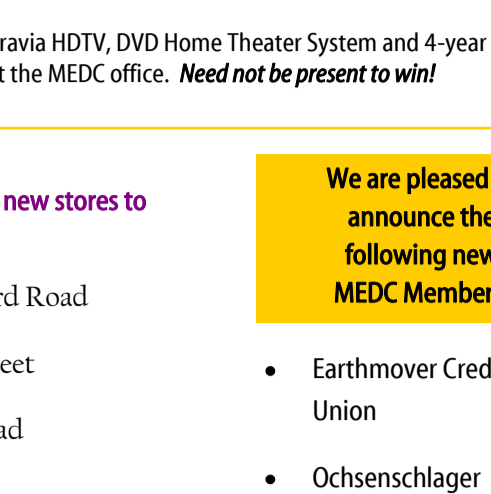 ravia HDTV, DVD Home Theater System and 4-year
t the MEDC office. Need not be present to win!
new stores to
rd Road
eet
ad
We are pleased
announce the
following new
MEDC Member
• Earthmover Cred
Union
• Ochsenschlager